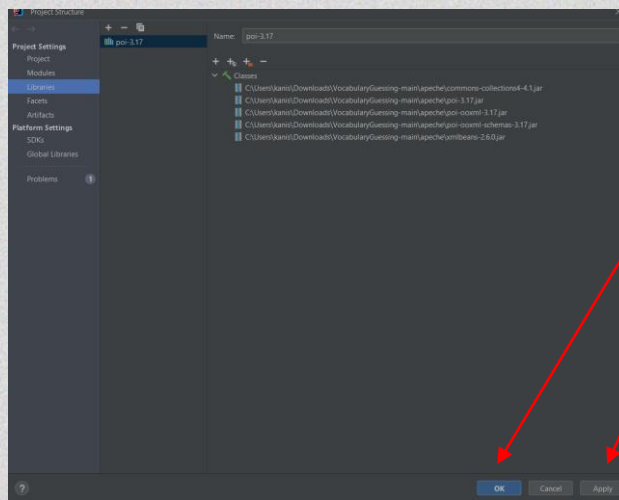 Project Structure
Project Settings
Project
Modules
Libraries
Facets
Artifacts
Platform Settings
SDKs
Global Libraries
Problems 1
poi-3.17
Name: poi-3.17
Classes
C:\Users\kanis\Downloads\VocabularyGuessing-main\apeche\commons-collections4-4.1.jar
C:\Users\kanis\Downloads\VocabularyGuessing-main\apeche\poi-3.17.jar
C:\Users\kanis\Downloads\VocabularyGuessing-main\apeche\poi-ooxml-3.17.jar
C:\Users\kanis\Downloads\VocabularyGuessing-main\apeche\poi-ooxml-schemas-3.17.jar
C:\Users\kanis\Downloads\VocabularyGuessing-main\apeche\xmlbeans-2.6.0.jar
?
OK Cancel Apply